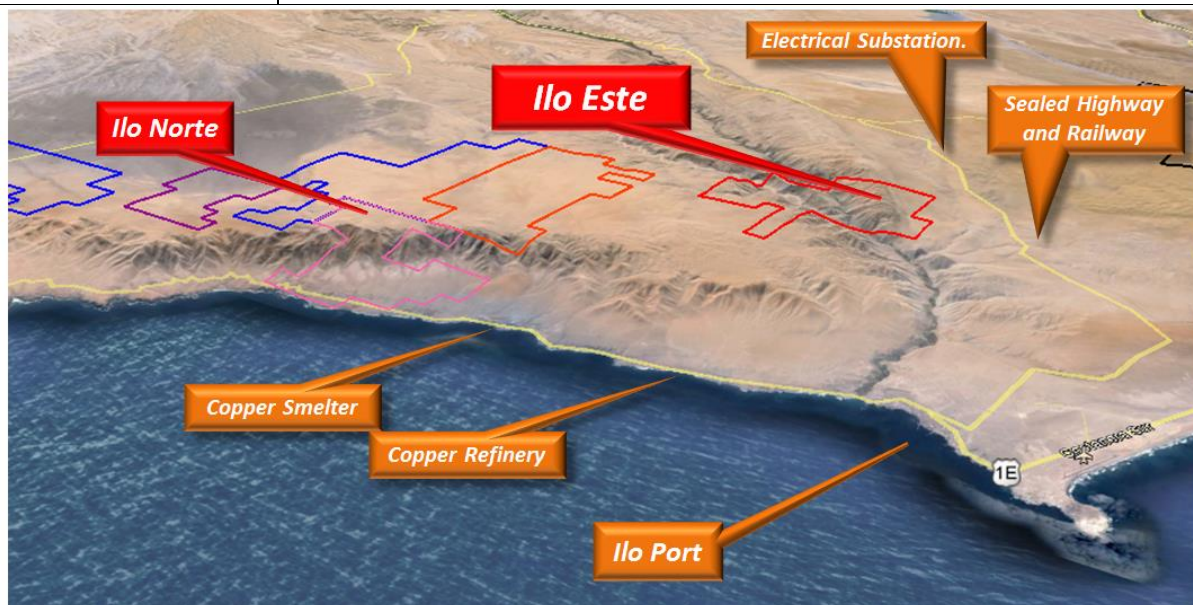 Electrical Substation.
Ilo Este
Sealed Highway
and Railway
Ilo Norte
Copper Smelter
Copper Refinery
1E
Ilo Port